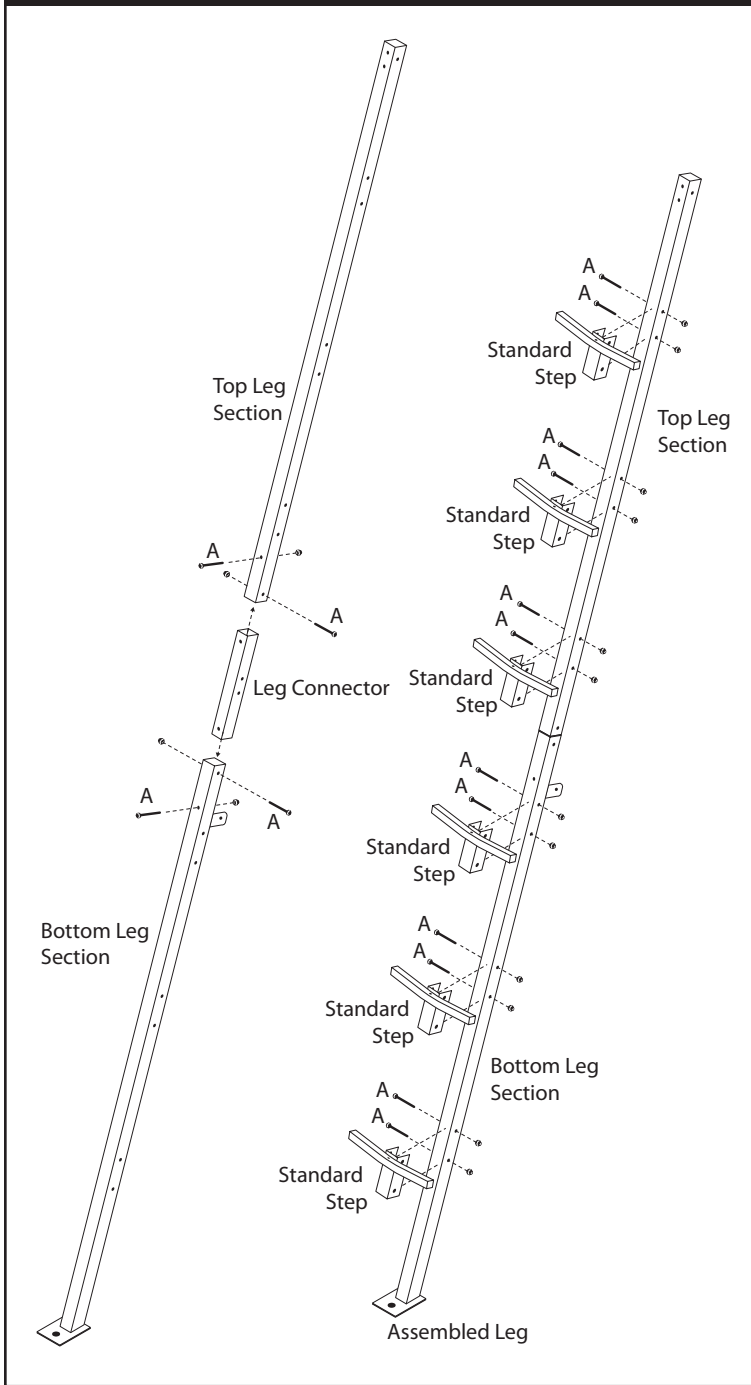 Top Leg
Section
A
A
Leg Connector
A
A
Bottom Leg
Section
A
A
Standard
Step
Top Leg
Section
A
A
Standard
Step
A
A
Standard
Step
A
A
Standard
Step
A
A
Standard
Step
Bottom Leg
Section
A
A
Standard
Step
Assembled Leg